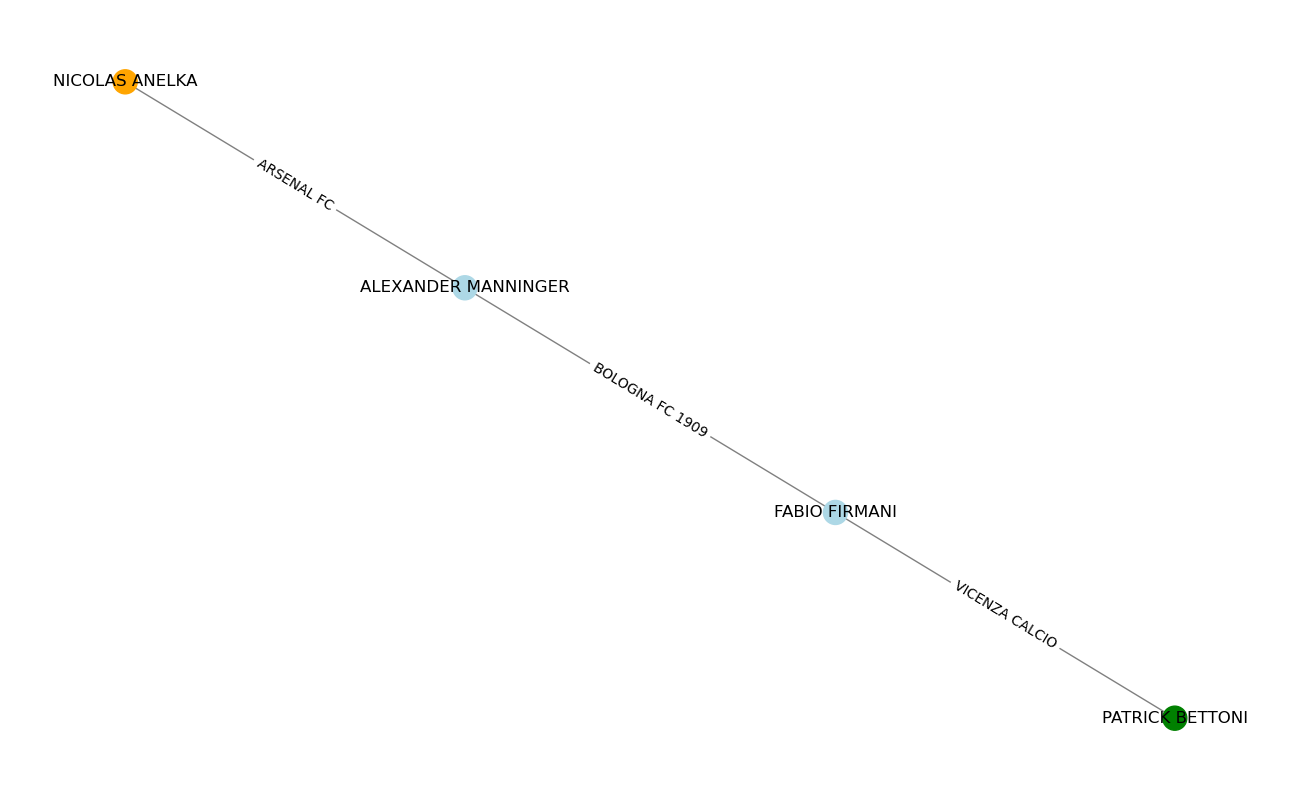 NICOLAS ANELKA
ARSENAL FC
ALEXANDER MANNINGER
BOLOGNA FC 1909
FABIO FIRMANI
VICENZA CALCIO
PATRICK BETTONI